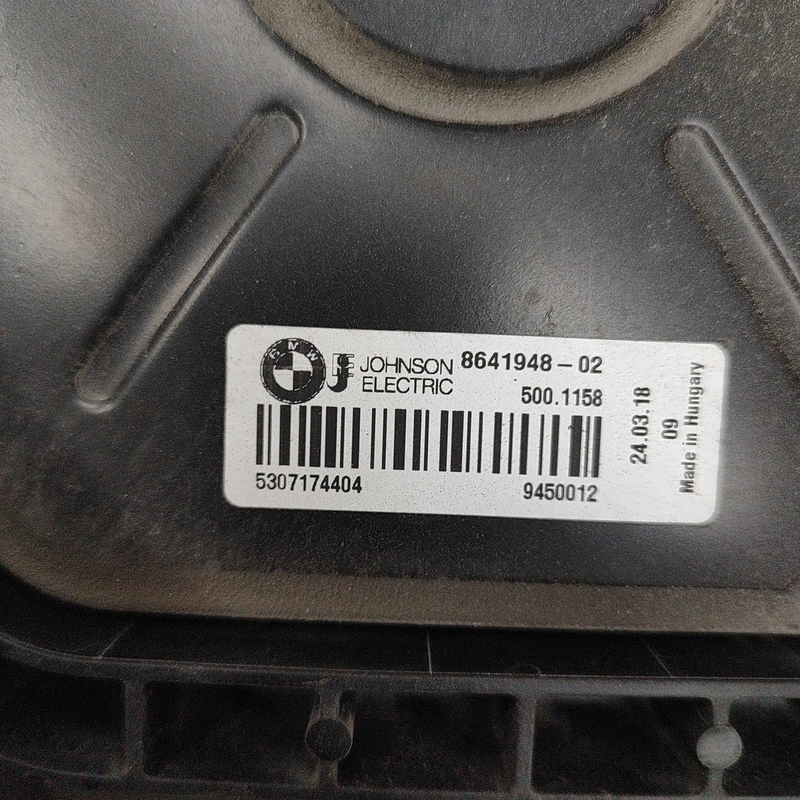 BMW
JOHNSON
ELECTRIC
8641948-02
500.1158
5307174404
9450012
24.03.18
09
Made in Hungary